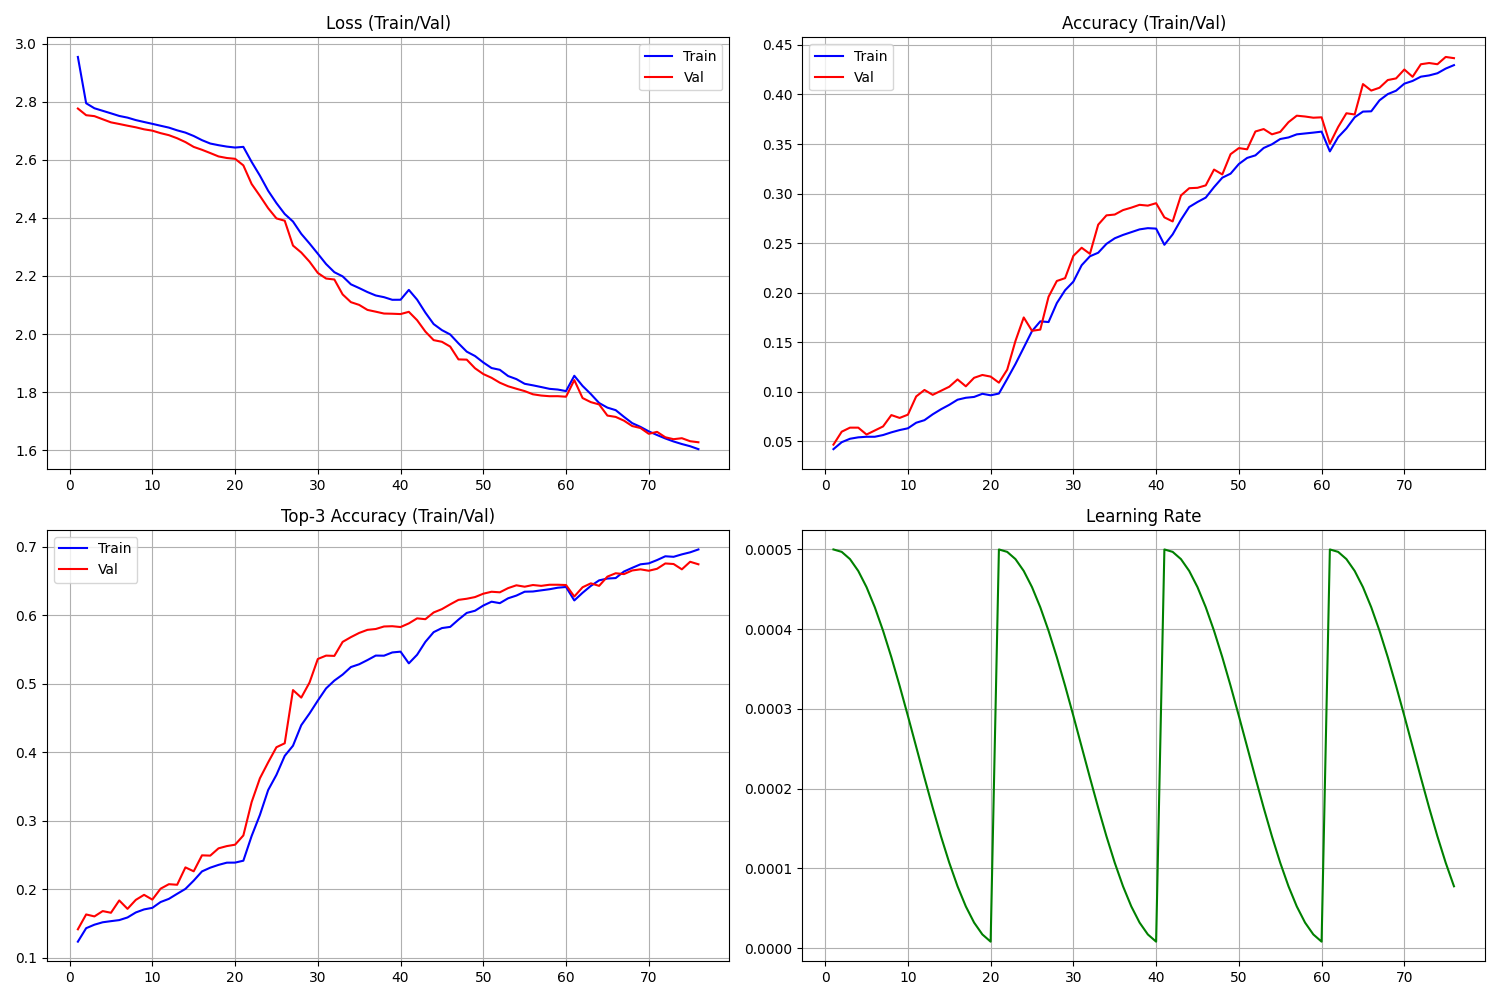 Loss (Train/Val)
Train
Val
3.0
2.8
2.6
2.4
2.2
2.0
1.8
1.6
0 10 20 30 40 50 60 70
Accuracy (Train/Val)
Train
Val
0.45
0.40
0.35
0.30
0.25
0.20
0.15
0.10
0.05
0 10 20 30 40 50 60 70
Top-3 Accuracy (Train/Val)
Train
Val
0.7
0.6
0.5
0.4
0.3
0.2
0.1
0 10 20 30 40 50 60 70
Learning Rate
0.0005
0.0004
0.0003
0.0002
0.0001
0.0000
0 10 20 30 40 50 60 70